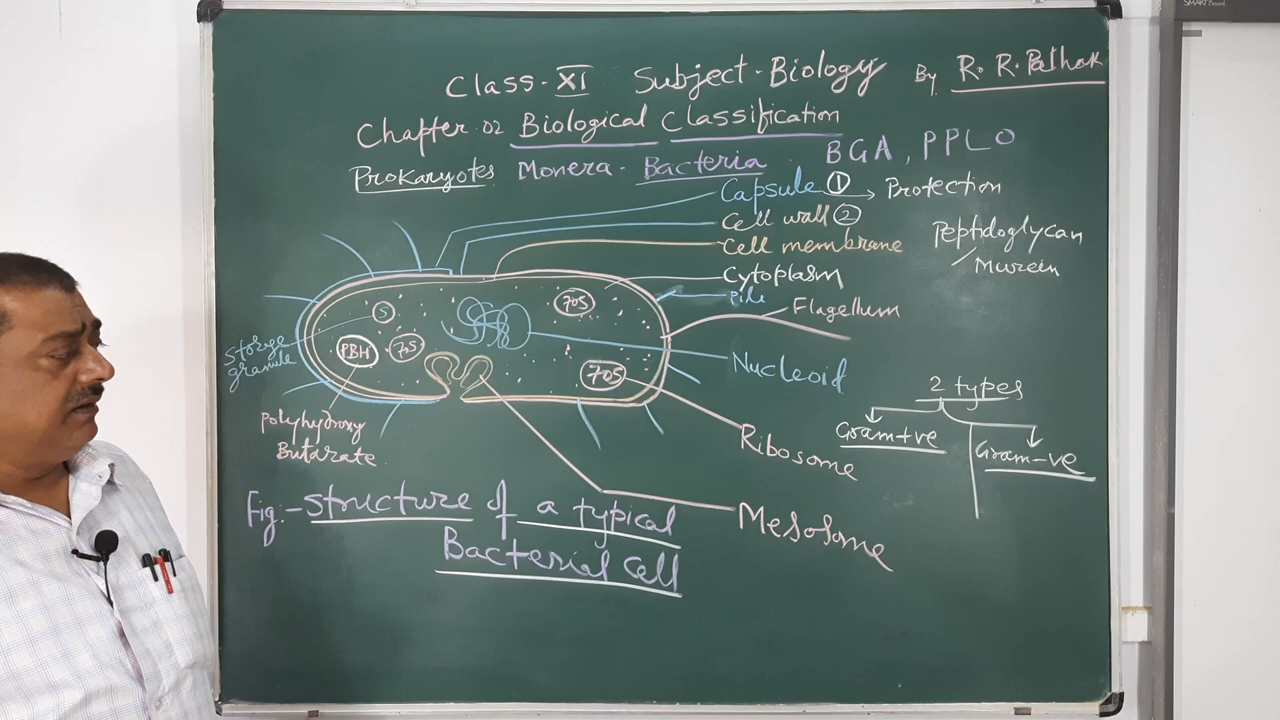 SMART Board
Class-XI Subject-Biology By R. R. Pathak
Chapter 02 Biological Classification
Prokaryotes Monera-Bacteria BGA, PPLO
Capsule ① → Protection
Cell wall ②
Peptidoglycan
Murein
Cell membrane
Cytoplasm
Pili
Flagellum
S
70S
PBH
70S
70S
Storage
granule
Nucleoid
Polyhydroxy
Butarate
Ribosome
Mesosome
2 types
Gram+ve
Gram-ve
Fig.-Structure of a typical
Bacterial Cell